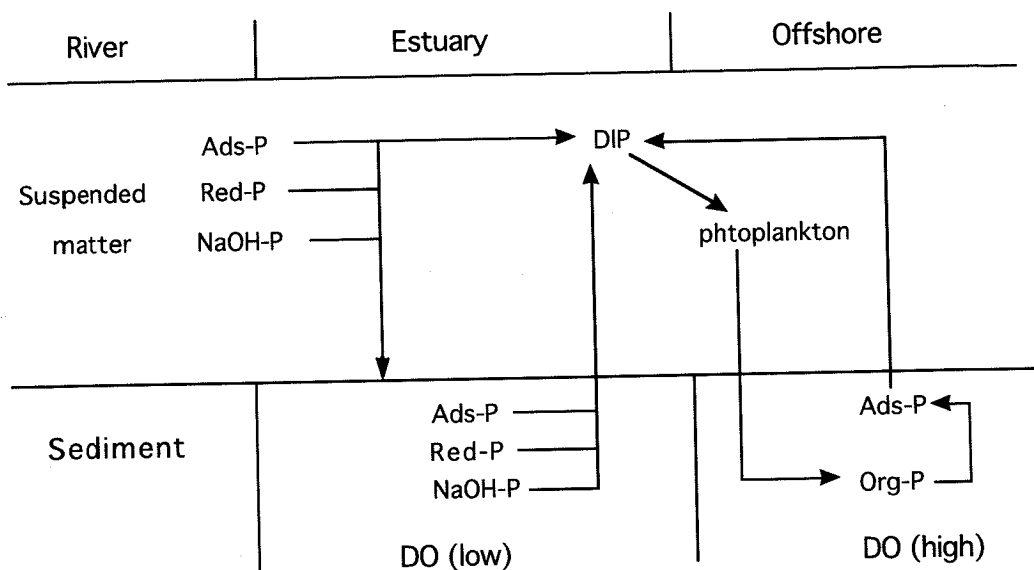 River Estuary Offshore
Ads-P DIP
Suspended Red-P
matter NaOH-P phtoplankton
Sediment
Ads-P Ads-P
Red-P
NaOH-P Org-P
DO (low) DO (high)